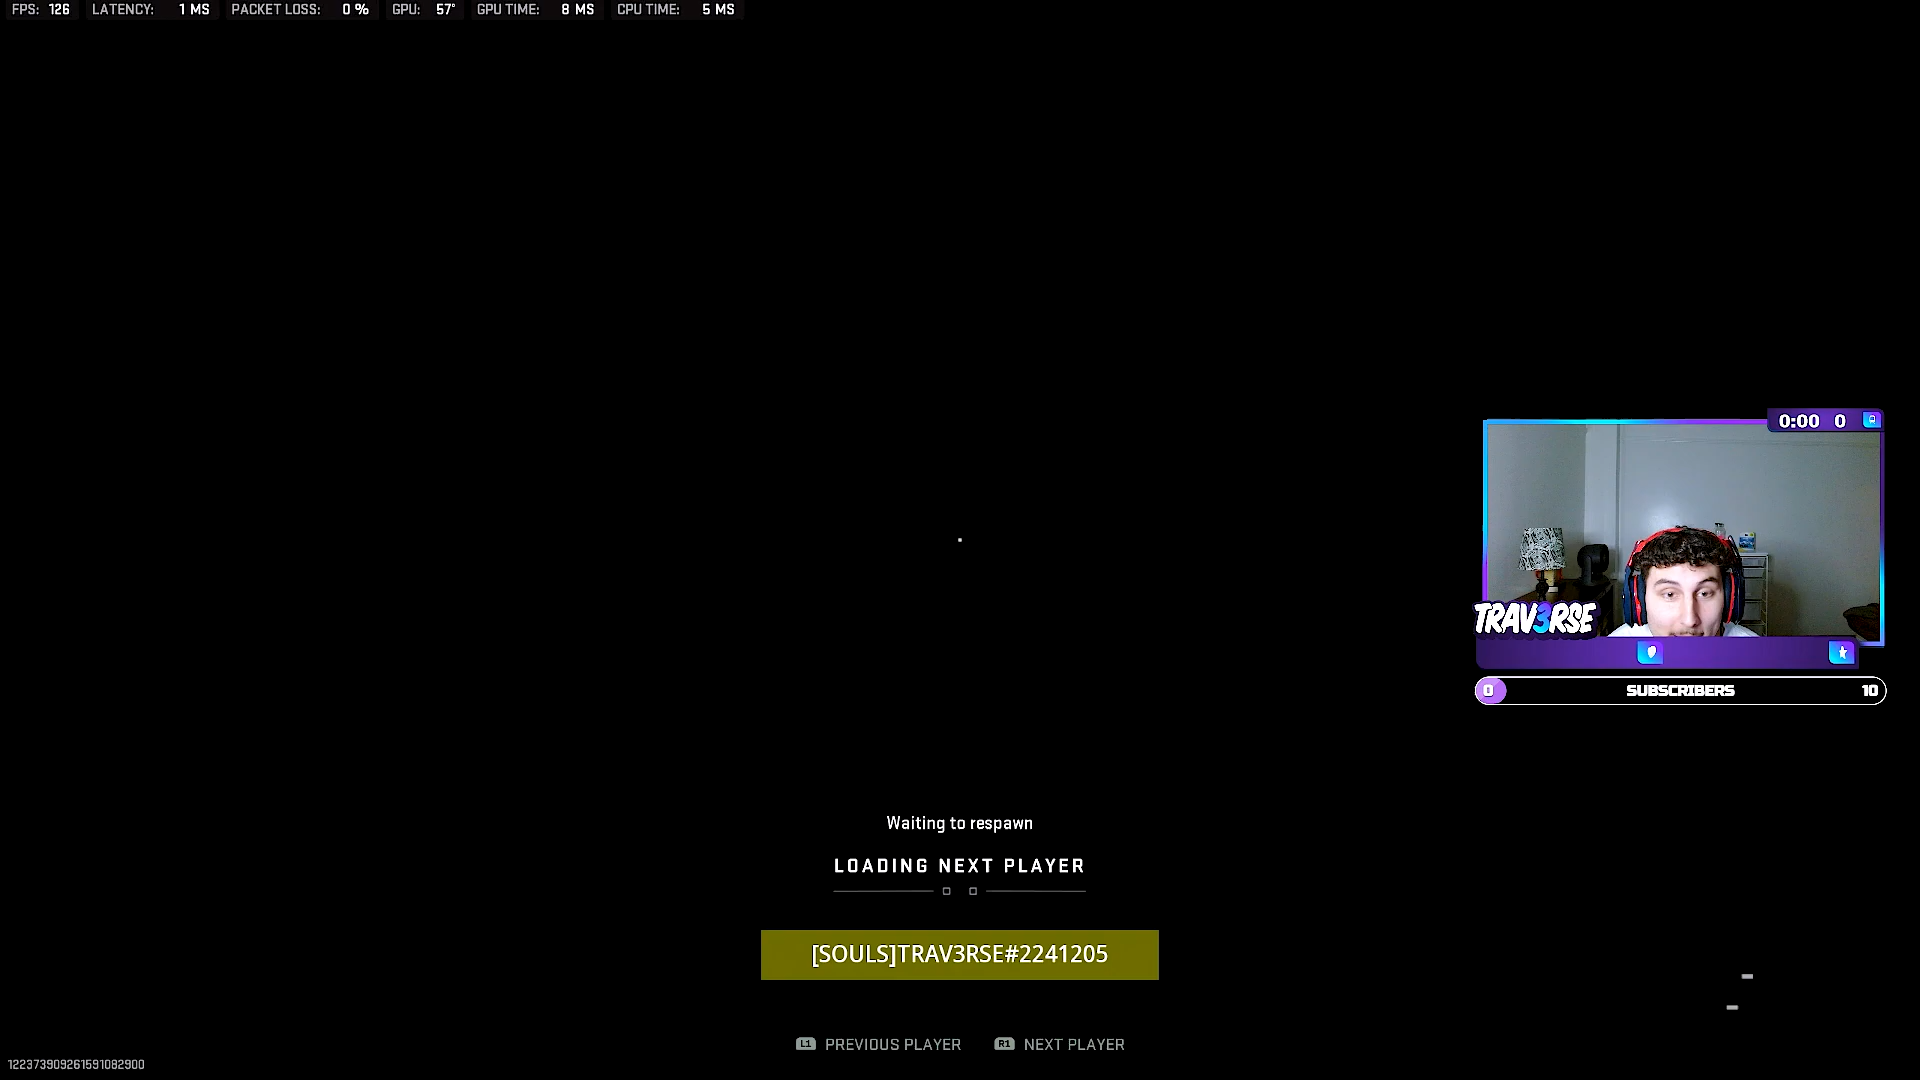 FPS: 126 LATENCY: 1 MS PACKET LOSS: 0 % GPU: 57° GPU TIME: 8 MS CPU TIME: 5 MS
0:00 0
TRAV3RSE
0 SUBSCRIBERS 10
Waiting to respawn
LOADING NEXT PLAYER
[SOULS]TRAV3RSE#2241205
L1 PREVIOUS PLAYER R1 NEXT PLAYER
122373909261591082900